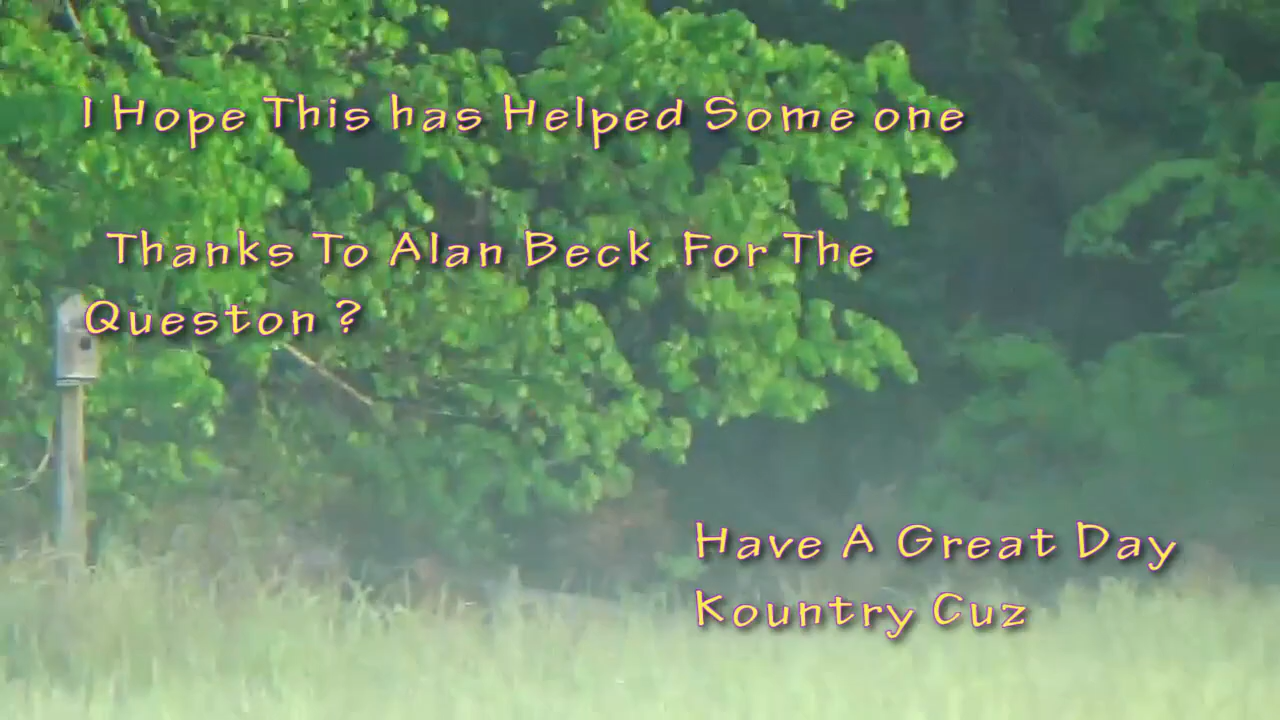 I Hope This has Helped Some one
Thanks To Alan Beck For The
Queston ?
Have A Great Day
Kountry Cuz